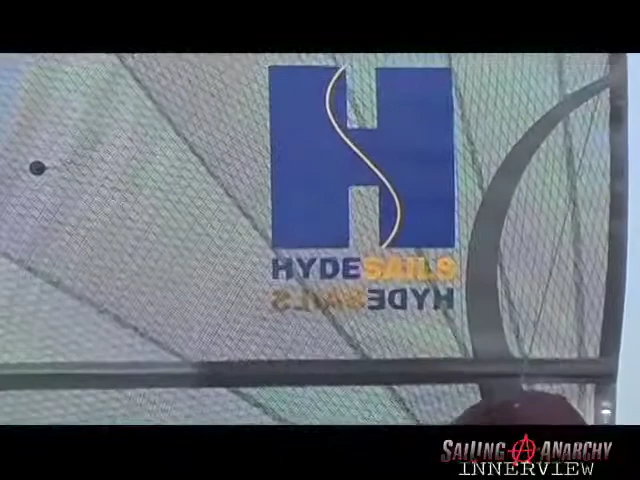 H
HYDESAILS
HYDESAILS
SAILING ANARCHY
INNERVIEW